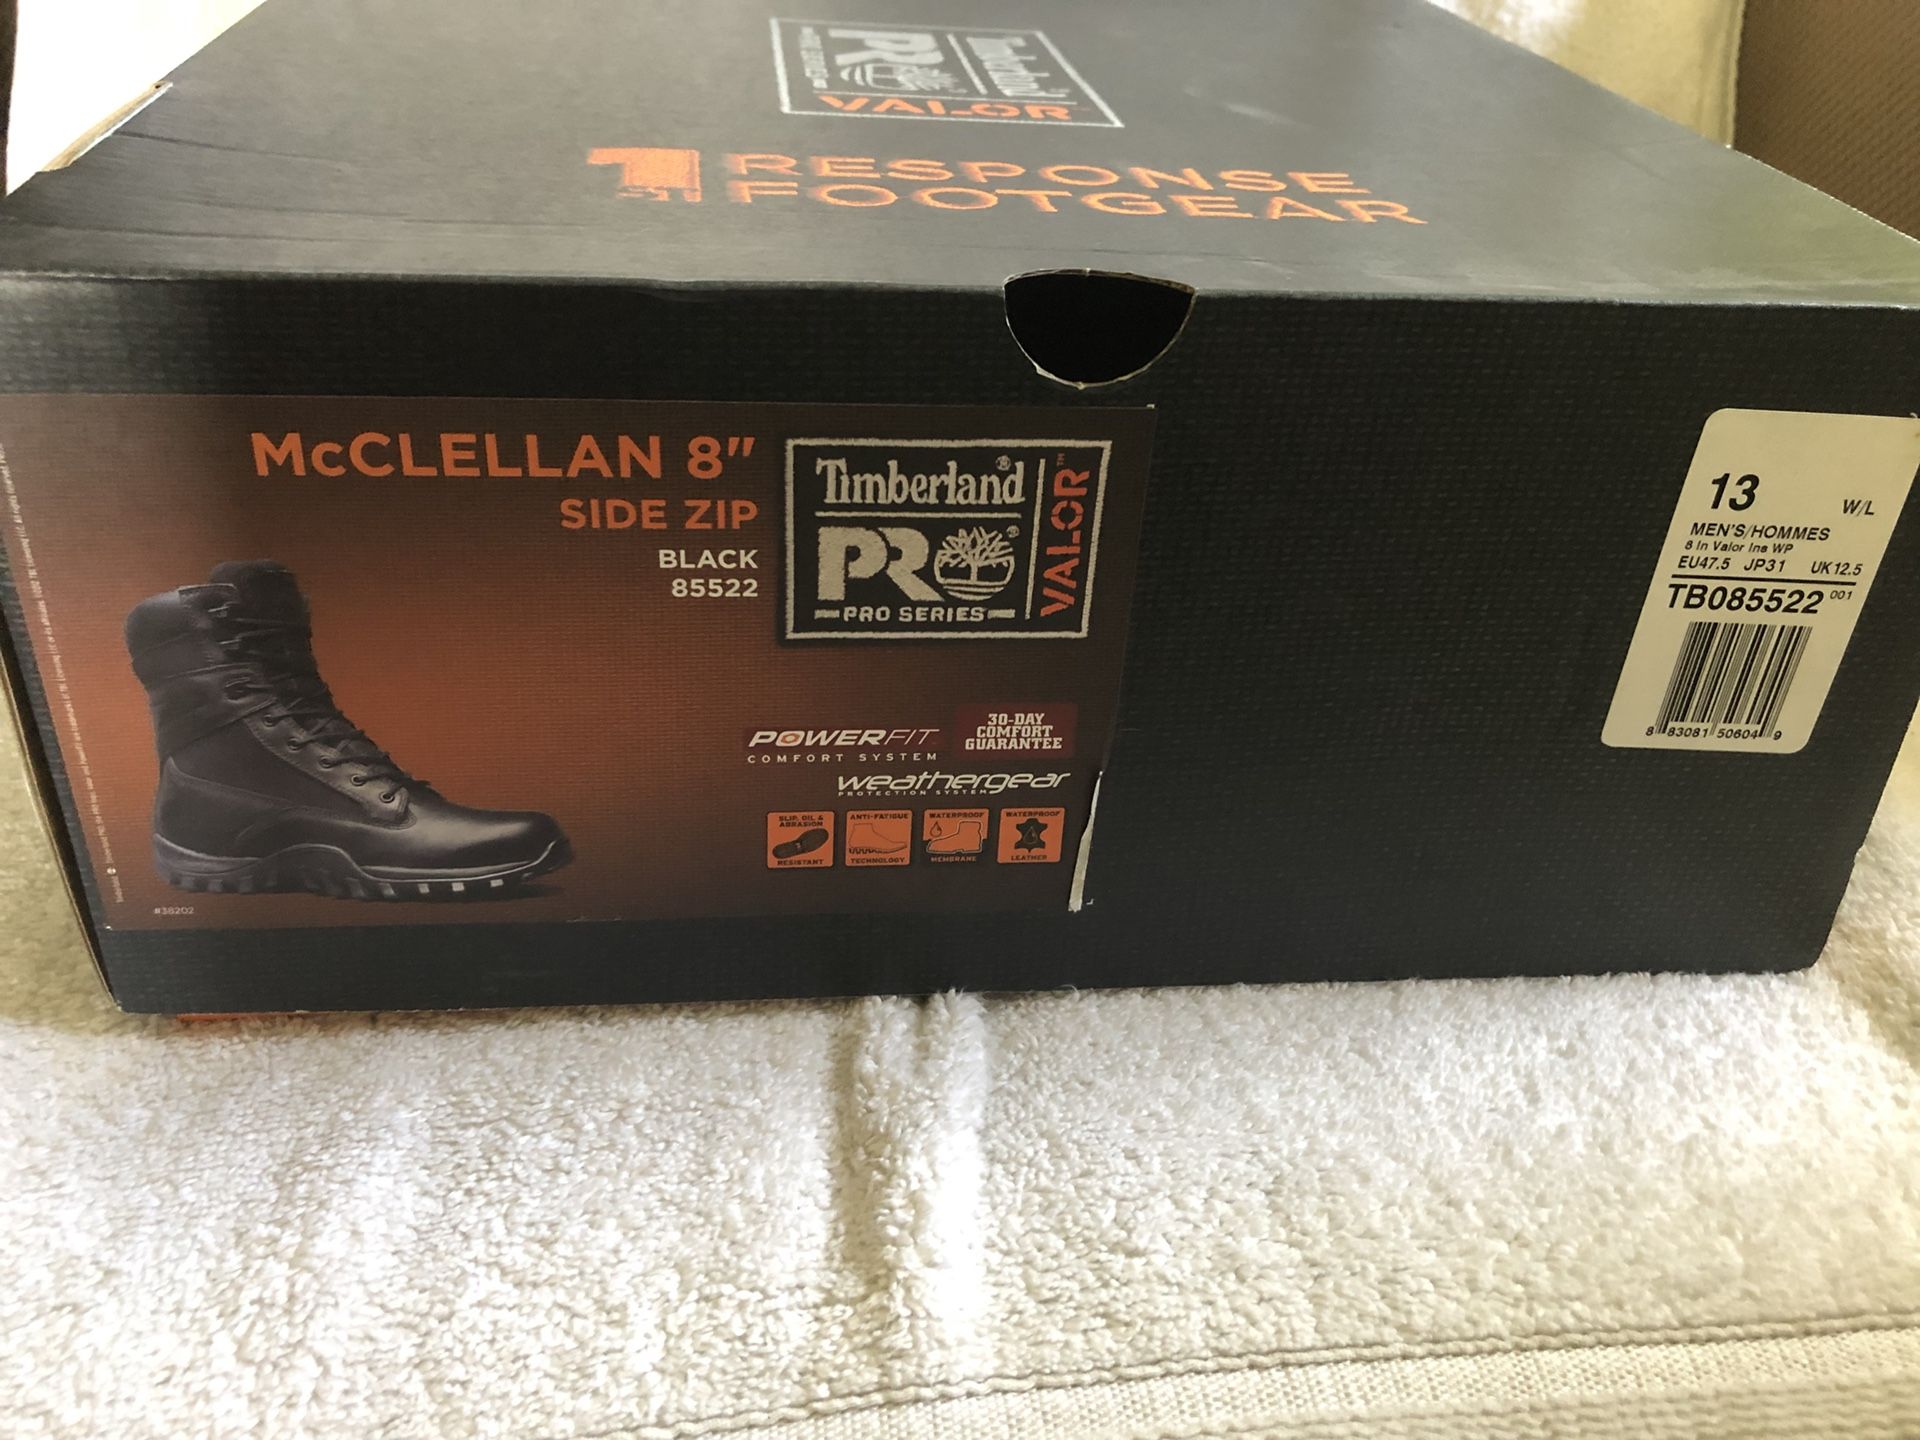 Timberland
PRO
VALOR
1ST RESPONSE
FOOTGEAR
McCLELLAN 8"
SIDE ZIP
BLACK
85522
Timberland®
PRO®
PRO SERIES
VALOR™
POWERFIT
COMFORT SYSTEM
30-DAY
COMFORT
GUARANTEE
weathergear
PROTECTION SYSTEM
SLIP, OIL &
ABRASION
RESISTANT
ANTI-FATIGUE
TECHNOLOGY
WATERPROOF
MEMBRANE
WATERPROOF
LEATHER
#38202
13 W/L
MEN'S/HOMMES
8 In Valor Ins WP
EU47.5 JP31 UK12.5
TB085522 001
8 83081 50604 9